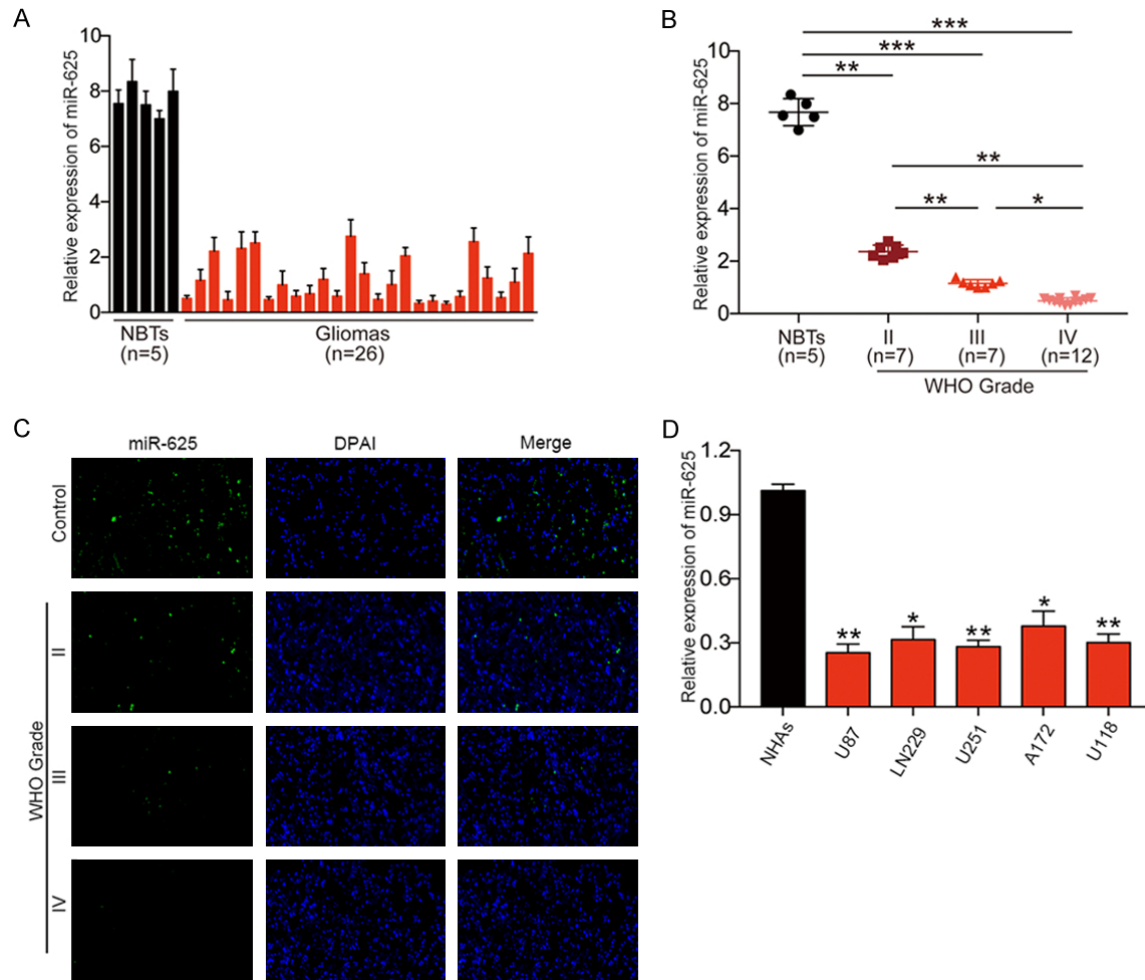 A
Relative expression of miR-625
10
8
6
4
2
0
NBTs
(n=5)
Gliomas
(n=26)
B
Relative expression of miR-625
10
8
6
4
2
0
***
***
**
**
** *
NBTs II III IV
(n=5) (n=7) (n=7) (n=12)
WHO Grade
C
miR-625 DPAI Merge
Control
WHO Grade
II
III
IV
D
Relative expression of miR-625
1.2
0.9
0.6
0.3
0.0
** * ** * **
NHAs U87 LN229 U251 A172 U118